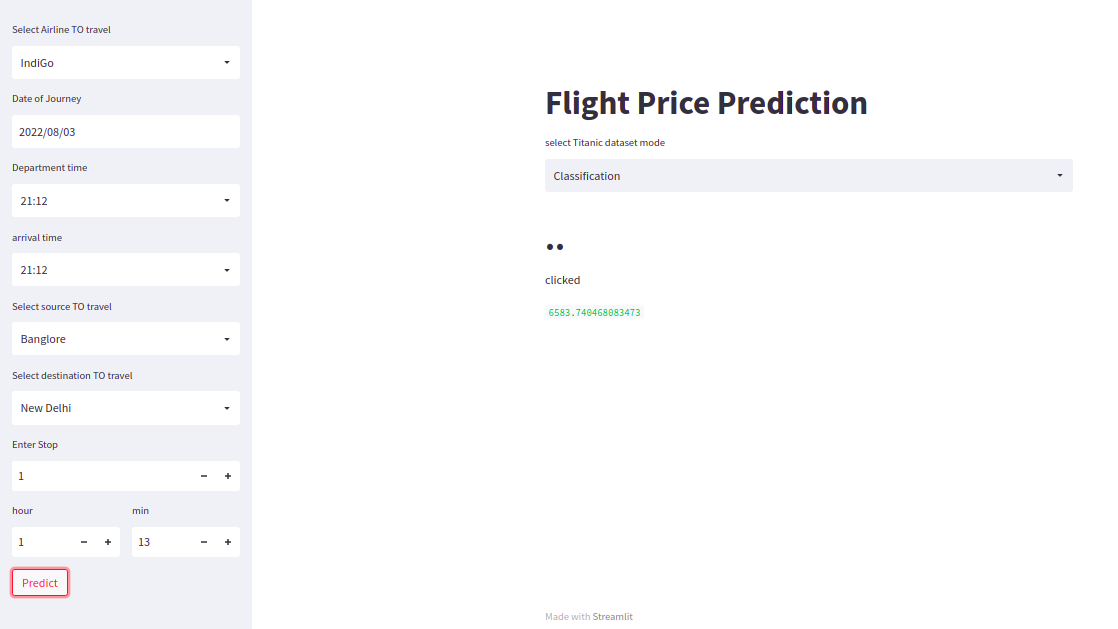 Select Airline TO travel
IndiGo
Date of Journey
2022/08/03
Department time
21:12
arrival time
21:12
Select source TO travel
Banglore
Select destination TO travel
New Delhi
Enter Stop
1
hour min
1 13
Predict
Flight Price Prediction
select Titanic dataset mode
Classification
••
clicked
6583.740468083473
Made with Streamlit